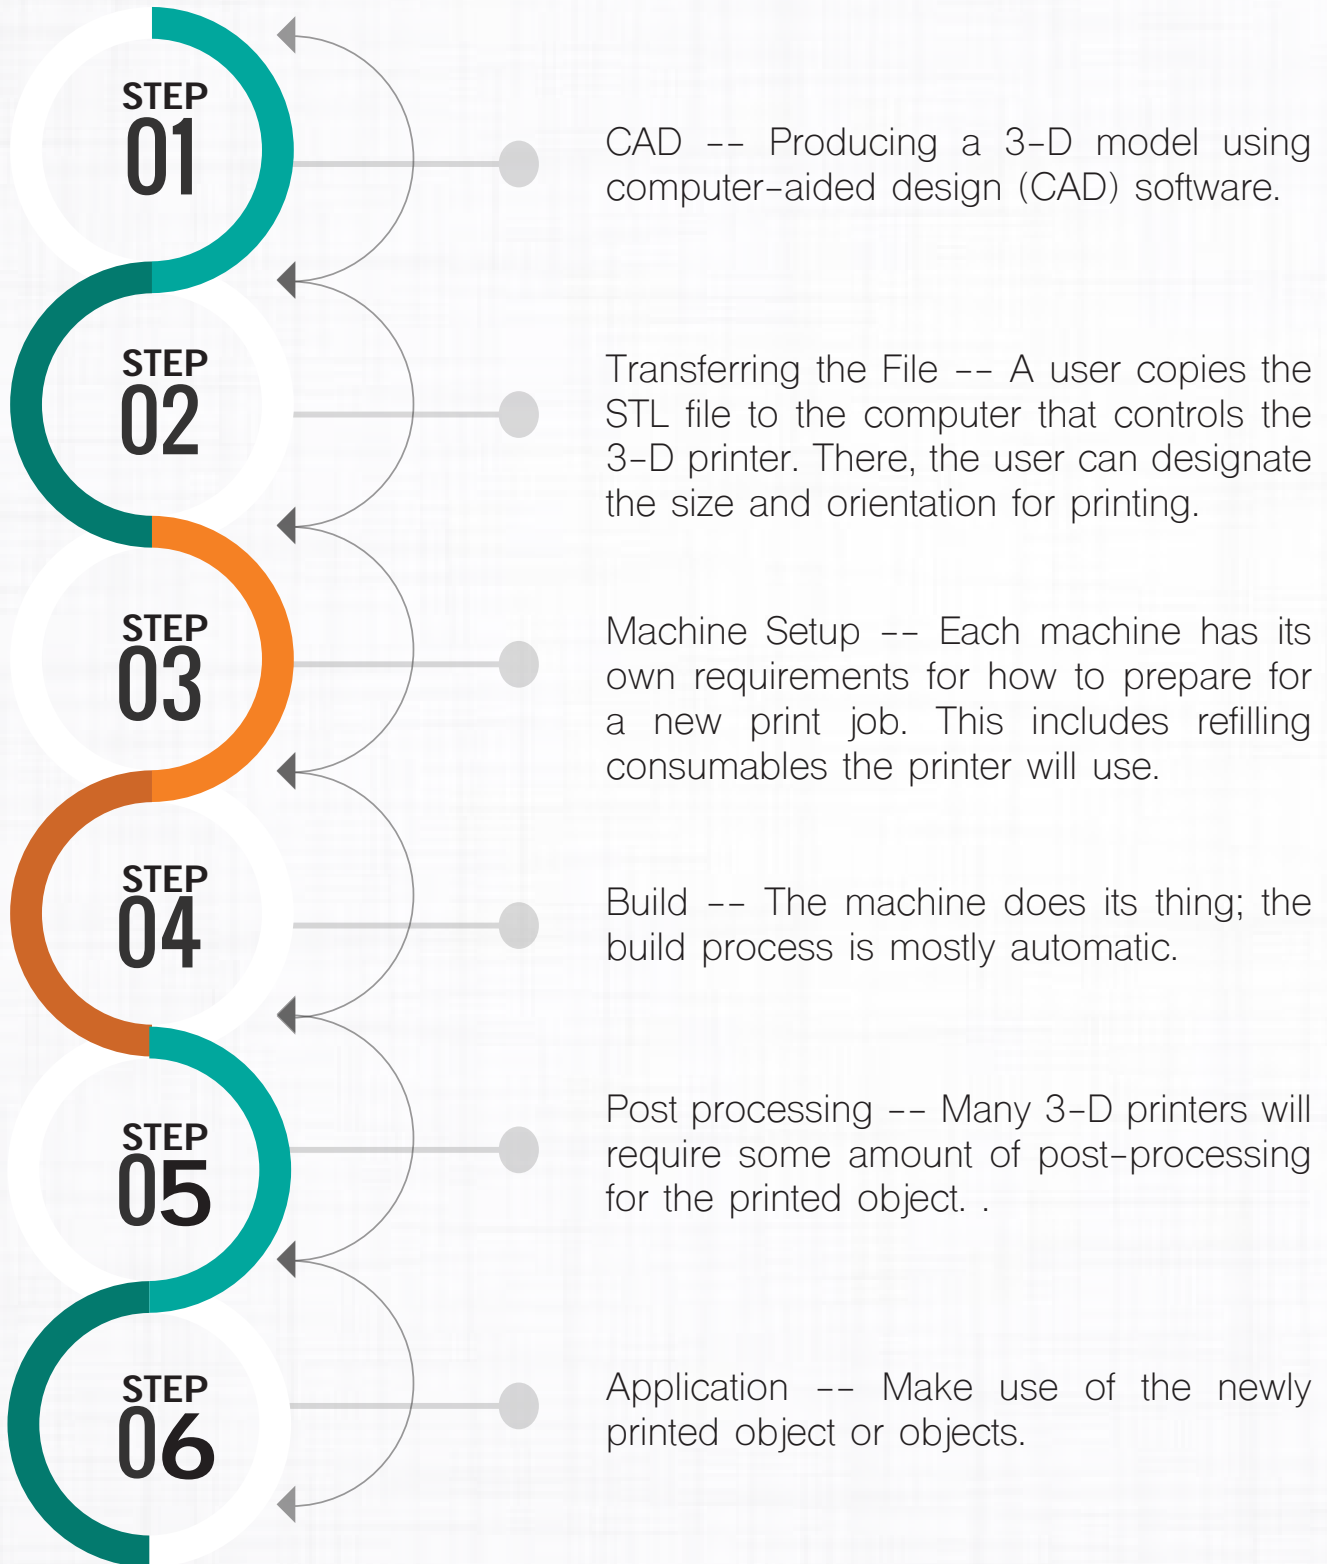 STEP
01
CAD -- Producing a 3-D model using
computer-aided design (CAD) software.
STEP
02
Transferring the File -- A user copies the
STL file to the computer that controls the
3-D printer. There, the user can designate
the size and orientation for printing.
STEP
03
Machine Setup -- Each machine has its
own requirements for how to prepare for
a new print job. This includes refilling
consumables the printer will use.
STEP
04
Build -- The machine does its thing; the
build process is mostly automatic.
STEP
05
Post processing -- Many 3-D printers will
require some amount of post-processing
for the printed object. .
STEP
06
Application -- Make use of the newly
printed object or objects.